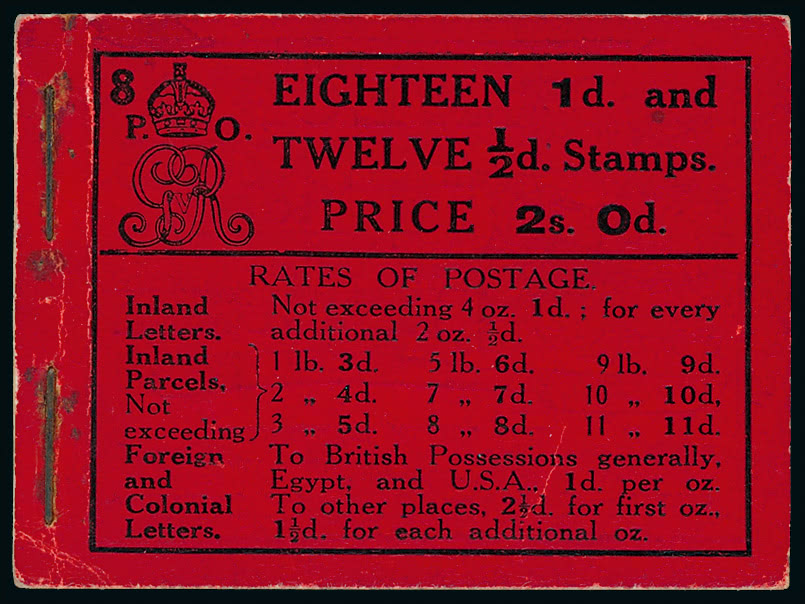 8
P. O.
GVR
EIGHTEEN 1d. and
TWELVE ½d. Stamps.
PRICE 2s. 0d.
RATES OF POSTAGE.
Inland Letters. Not exceeding 4 oz. 1d. ; for every
additional 2 oz. ½d.
Inland Parcels, Not exceeding
1 lb. 3d. 5 lb. 6d. 9 lb. 9d.
2 „ 4d. 7 „ 7d. 10 „ 10d,
3 „ 5d. 8 „ 8d. 11 „ 11d.
Foreign and Colonial Letters. To British Possessions generally,
Egypt, and U.S.A., 1d. per oz.
To other places, 2½d. for first oz.,
1½d. for each additional oz.